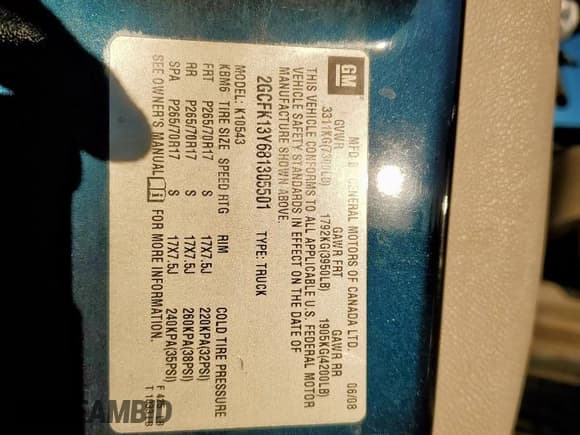 GM
MFD BY GENERAL MOTORS OF CANADA LTD 06/08
GVWR GAWR FRT GAWR RR
3311KG(7300LB) 1792KG(3950LB) 1905KG(4200LB)
THIS VEHICLE CONFORMS TO ALL APPLICABLE U.S. FEDERAL MOTOR
VEHICLE SAFETY STANDARDS IN EFFECT ON THE DATE OF
MANUFACTURE SHOWN ABOVE.
2GCFK13Y681305501 TYPE: TRUCK
MODEL: K10543
KBM6 TIRE SIZE SPEED RTG RIM COLD TIRE PRESSURE
FRT P265/70R17 S 17X7.5J 220KPA(32PSI)
RR P265/70R17 S 17X7.5J 260KPA(38PSI)
SPA P265/70R17 S 17X7.5J 240KPA(35PSI)
SEE OWNER'S MANUAL i FOR MORE INFORMATION.